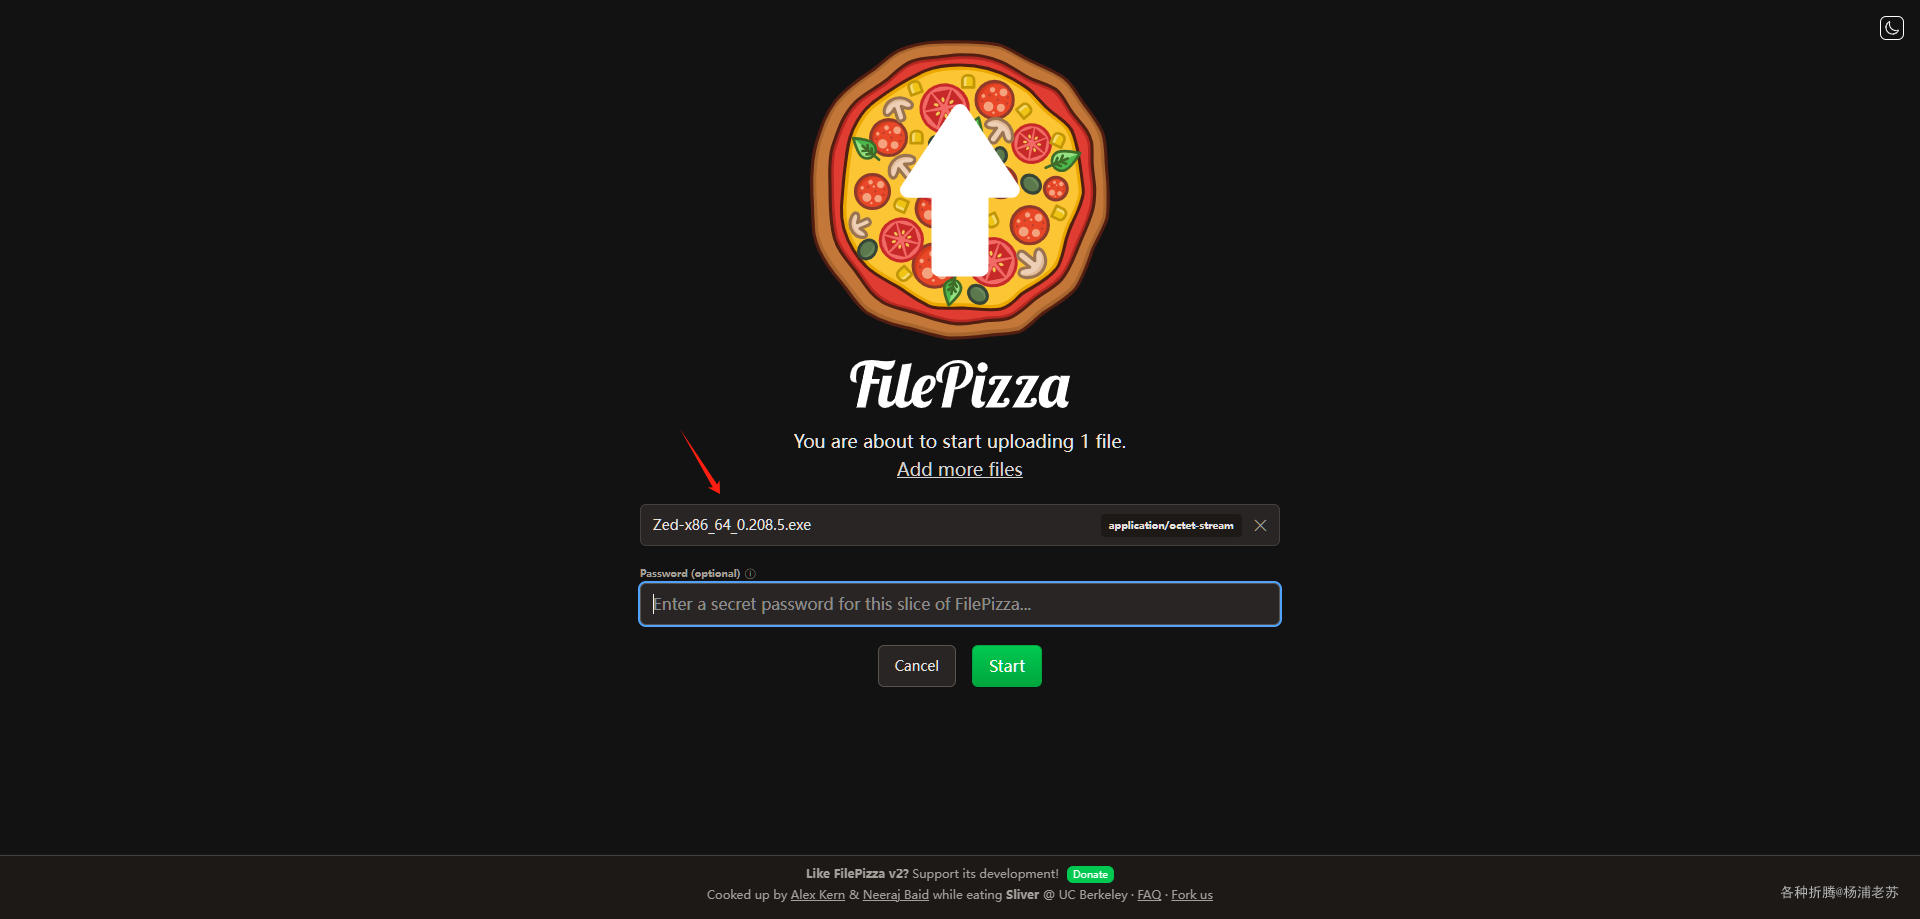 FilePizza
You are about to start uploading 1 file.
Add more files
Zed-x86_64_0.208.5.exe application/octet-stream
Password (optional)
Enter a secret password for this slice of FilePizza...
Cancel Start
Like FilePizza v2? Support its development! Donate
Cooked up by Alex Kern & Neeraj Baid while eating Sliver @ UC Berkeley · FAQ · Fork us
各种折腾@杨浦老苏